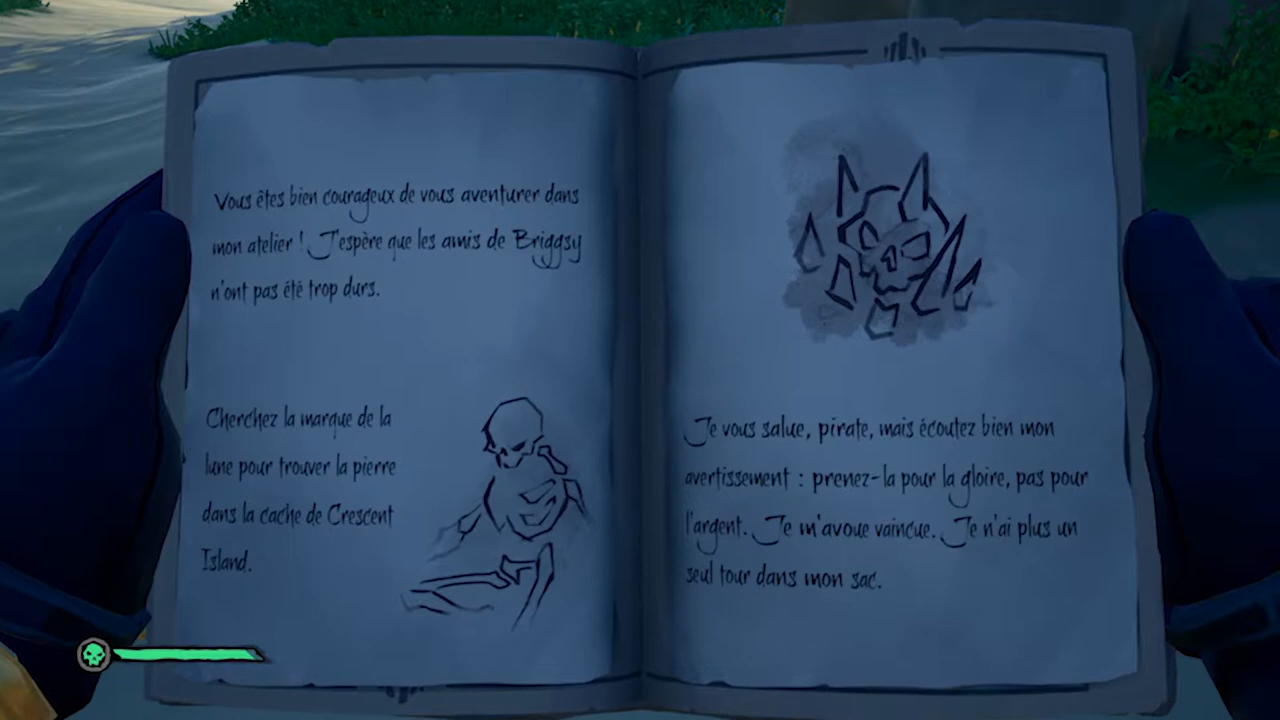 Vous êtes bien courageux de vous aventurer dans
mon atelier ! J'espère que les amis de Briggsy
n'ont pas été trop durs.
Cherchez la marque de la
lune pour trouver la pierre
dans la cache de Crescent
Island.
Je vous salue, pirate, mais écoutez bien mon
avertissement : prenez-la pour la gloire, pas pour
l'argent. Je m'avoue vaincue. Je n'ai plus un
seul tour dans mon sac.